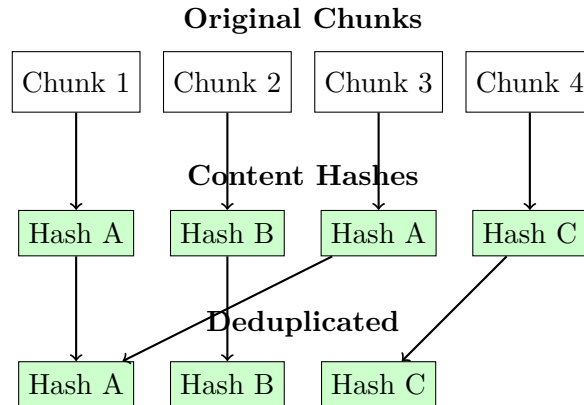 Original Chunks
Chunk 1 Chunk 2 Chunk 3 Chunk 4
Content Hashes
Hash A Hash B Hash A Hash C
Deduplicated
Hash A Hash B Hash C